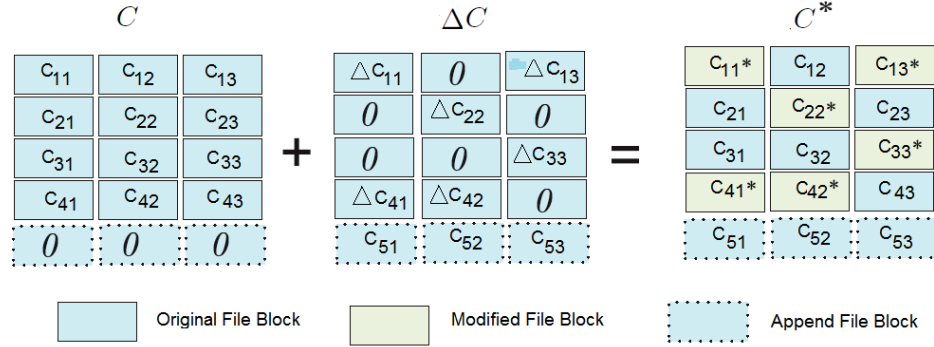 C ΔC C*
C11 C12 C13 △C11 0 △C13 C11* C12 C13*
C21 C22 C23 0 △C22 0 C21 C22* C23
C31 C32 C33 + 0 0 △C33 = C31 C32 C33*
C41 C42 C43 △C41 △C42 0 C41* C42* C43
0 0 0 C51 C52 C53 C51 C52 C53
Original File Block Modified File Block Append File Block